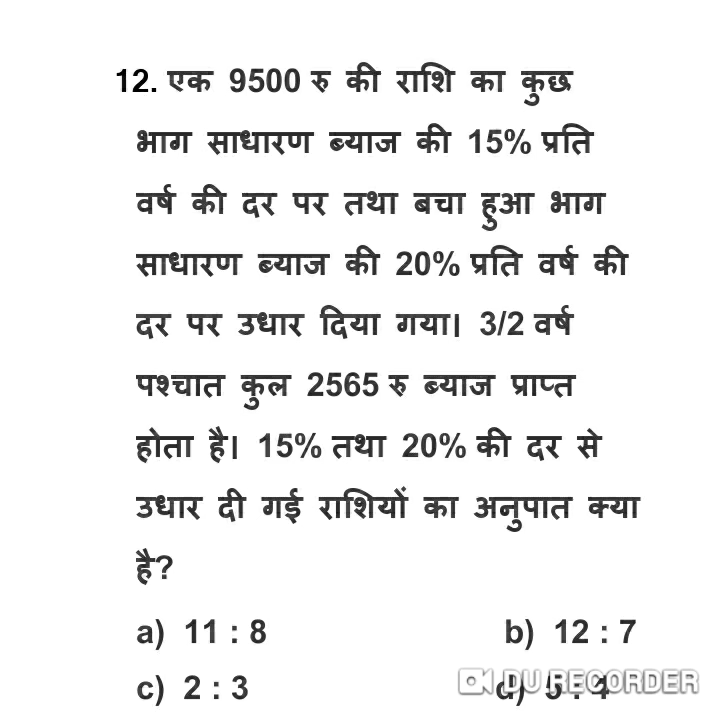 12. एक 9500 रु की राशि का कुछ
भाग साधारण ब्याज की 15% प्रति
वर्ष की दर पर तथा बचा हुआ भाग
साधारण ब्याज की 20% प्रति वर्ष की
दर पर उधार दिया गया। 3/2 वर्ष
पश्चात कुल 2565 रु ब्याज प्राप्त
होता है। 15% तथा 20% की दर से
उधार दी गई राशियों का अनुपात क्या
है?
a) 11 : 8 b) 12 : 7
c) 2 : 3 d) 5 : 4
DU RECORDER